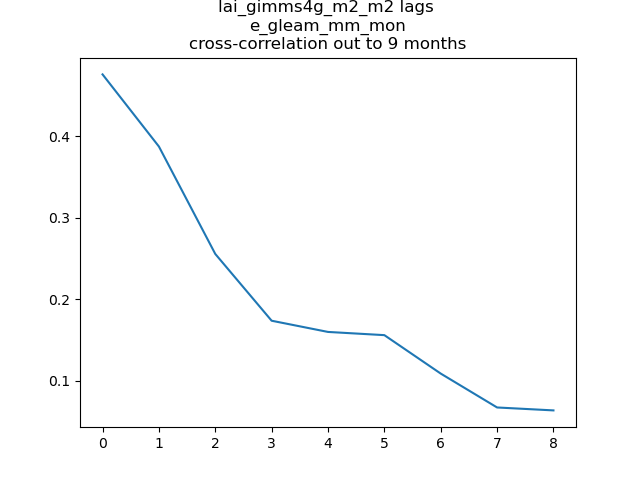 lai_gimms4g_m2_m2 lags
e_gleam_mm_mon
cross-correlation out to 9 months
0.4
0.3
0.2
0.1
0 1 2 3 4 5 6 7 8